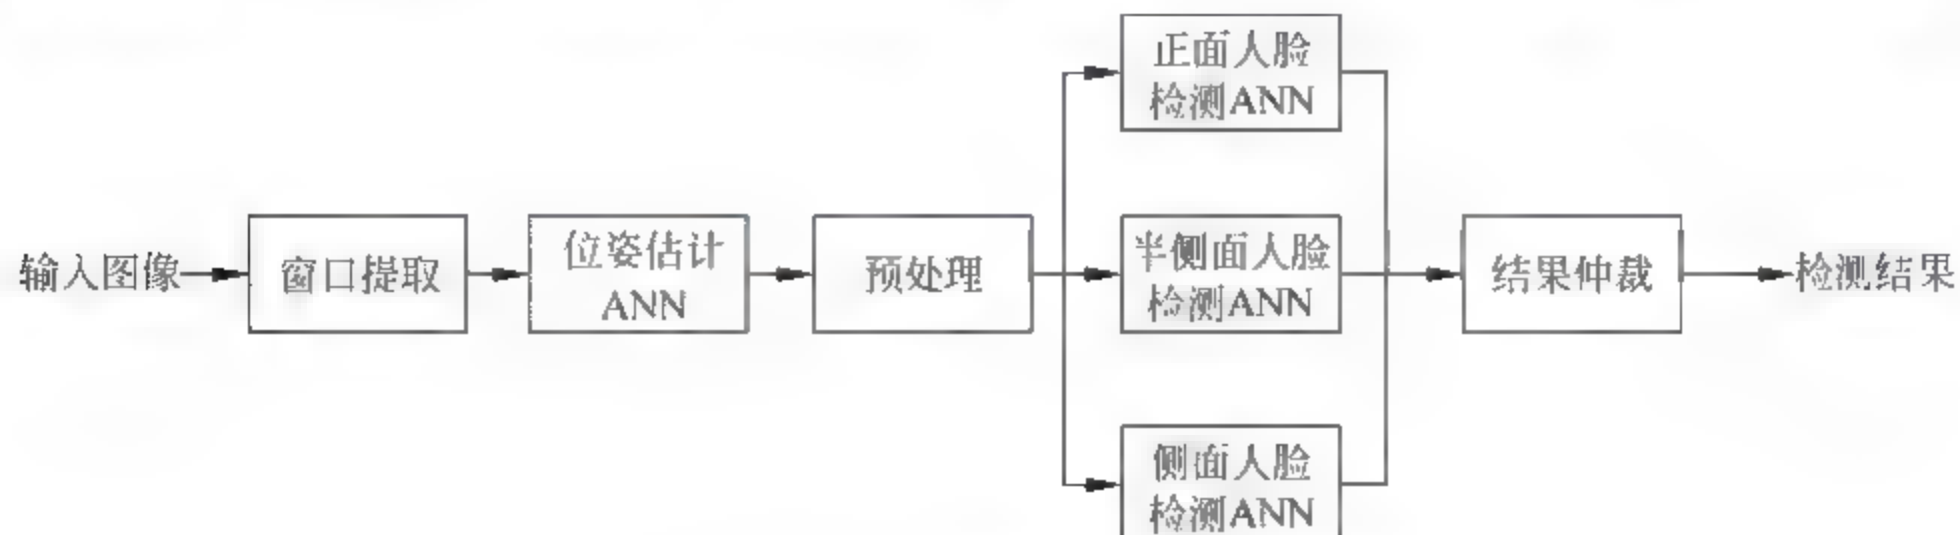 正面人脸
检测ANN
输入图像
窗口提取
位姿估计
ANN
预处理
半侧面人脸
检测ANN
结果仲裁
检测结果
侧面人脸
检测ANN